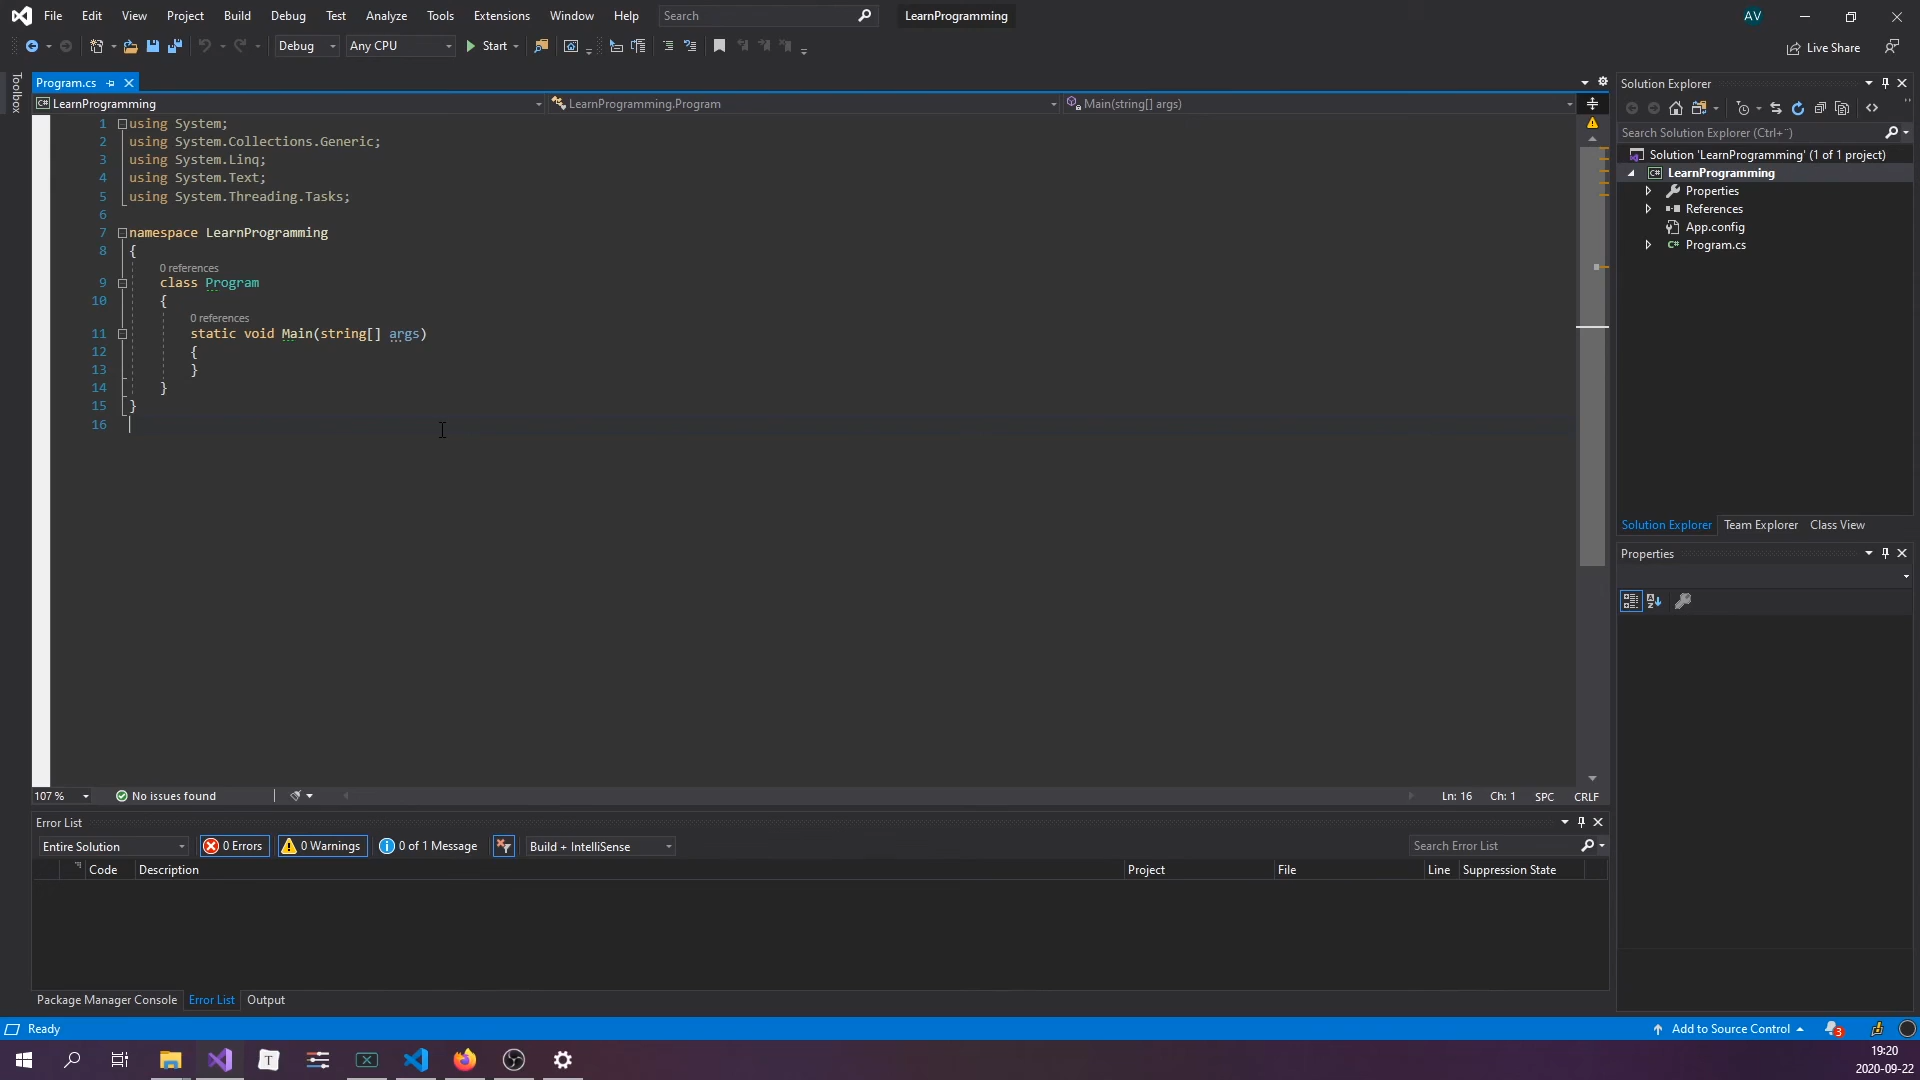 File Edit View Project Build Debug Test Analyze Tools Extensions Window Help Search LearnProgramming AV
Debug Any CPU Start Live Share
Toolbox
Program.cs
LearnProgramming LearnProgramming.Program Main(string[] args)
1 using System;
2 using System.Collections.Generic;
3 using System.Linq;
4 using System.Text;
5 using System.Threading.Tasks;
6
7 namespace LearnProgramming
8 {
0 references
9 class Program
10 {
0 references
11 static void Main(string[] args)
12 {
13 }
14 }
15 }
16
107 % No issues found Ln: 16 Ch: 1 SPC CRLF
Solution Explorer
Search Solution Explorer (Ctrl+¨)
Solution 'LearnProgramming' (1 of 1 project)
C# LearnProgramming
Properties
References
App.config
C# Program.cs
Solution Explorer Team Explorer Class View
Properties
Error List
Entire Solution 0 Errors 0 Warnings 0 of 1 Message Build + IntelliSense Search Error List
Code Description Project File Line Suppression State
Package Manager Console Error List Output
Ready Add to Source Control 3
T
19:20
2020-09-22